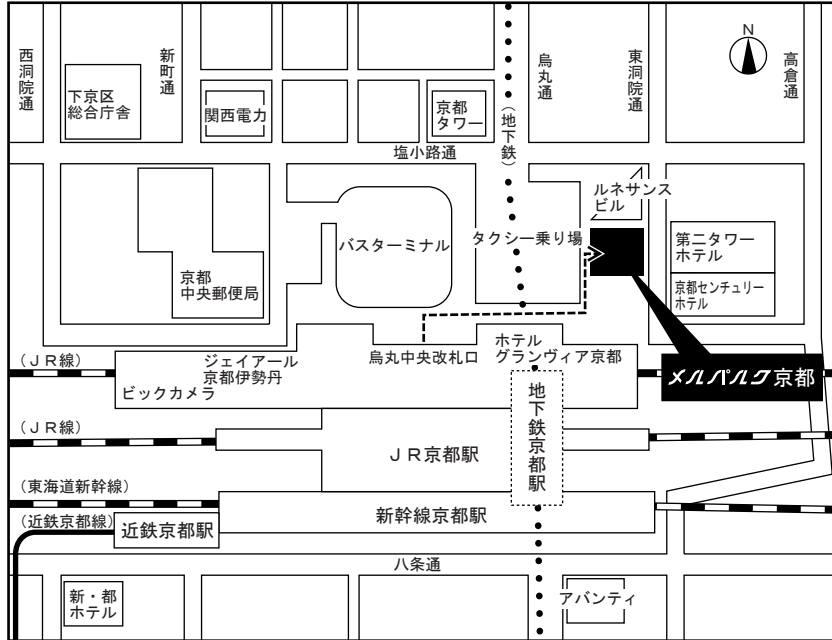 西洞院通
新町通
烏丸通
東洞院通
高倉通
N
下京区
総合庁舎
関西電力
京都
タワー
(地下鉄)
塩小路通
ルネサンス
ビル
バスターミナル
タクシー乗り場
第二タワー
ホテル
京都センチュリー
ホテル
京都
中央郵便局
(JR線)
ジェイアール
京都伊勢丹
ビックカメラ
烏丸中央改札口
ホテル
グランヴィア京都
メルパルク京都
地下鉄京都駅
(JR線)
JR京都駅
(東海道新幹線)
新幹線京都駅
(近鉄京都線)
近鉄京都駅
八条通
新・都
ホテル
アバンティ